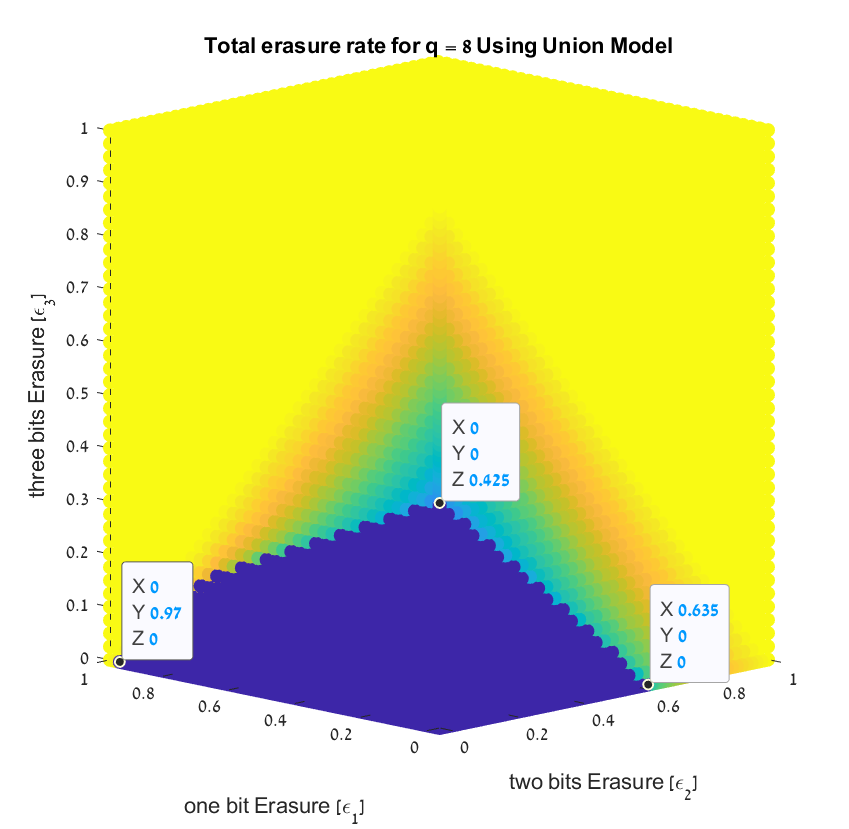 Total erasure rate for q = 8 Using Union Model
1
0.9
0.8
0.7
0.6
0.5
0.4
0.3
0.2
0.1
0
three bits Erasure [ϵ3]
X 0
Y 0
Z 0.425
X 0
Y 0.97
Z 0
X 0.635
Y 0
Z 0
1
0.8
0.6
0.4
0.2
0
one bit Erasure [ϵ1]
0
0.2
0.4
0.6
0.8
1
two bits Erasure [ϵ2]